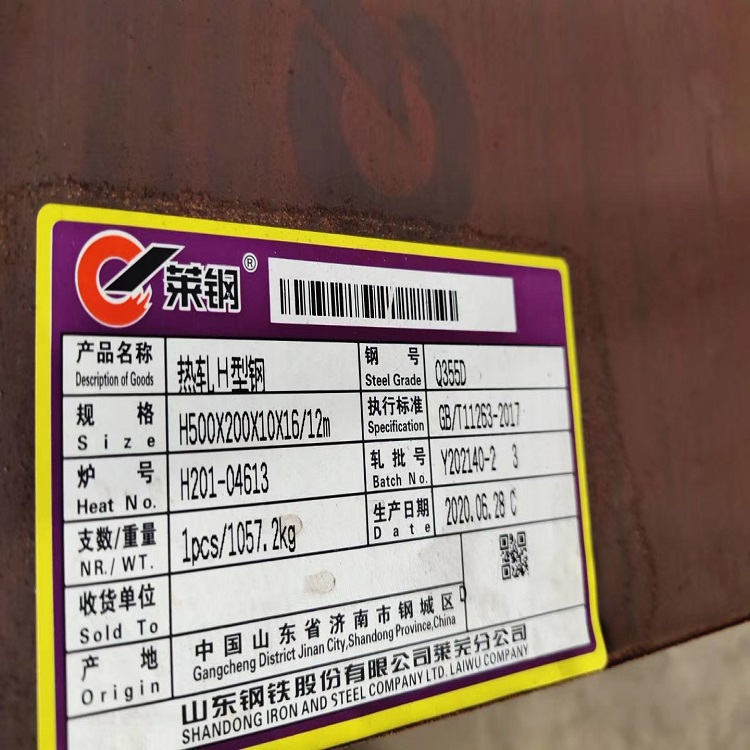 莱钢®
产品名称 热轧H型钢 钢号 Q355D
Description of Goods Steel Grade
规格 H500X200X10X16/12m 执行标准 GB/T11263-2017
Size Specification
炉号 H201-04613 轧批号 Y202140-2 3
Heat No. Batch No.
支数/重量 1pcs/1057.2kg 生产日期 2020.06.28 C
NR./WT. Date
收货单位
Sold To
D
产地 中国山东省济南市钢城区
Origin Gangcheng District Jinan City,Shandong Province,China
山东钢铁股份有限公司莱芜分公司
SHANDONG IRON AND STEEL COMPANY LTD. LAIWU COMPANY